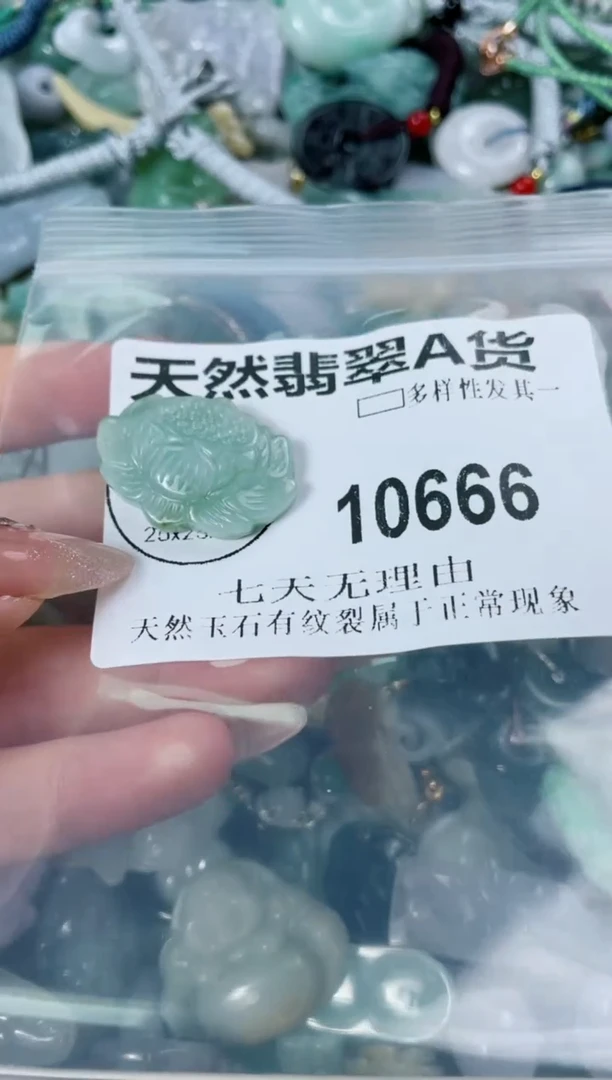 天然翡翠A货
多样性发其一
10666
七天无理由
天然玉石有纹裂属于正常现象